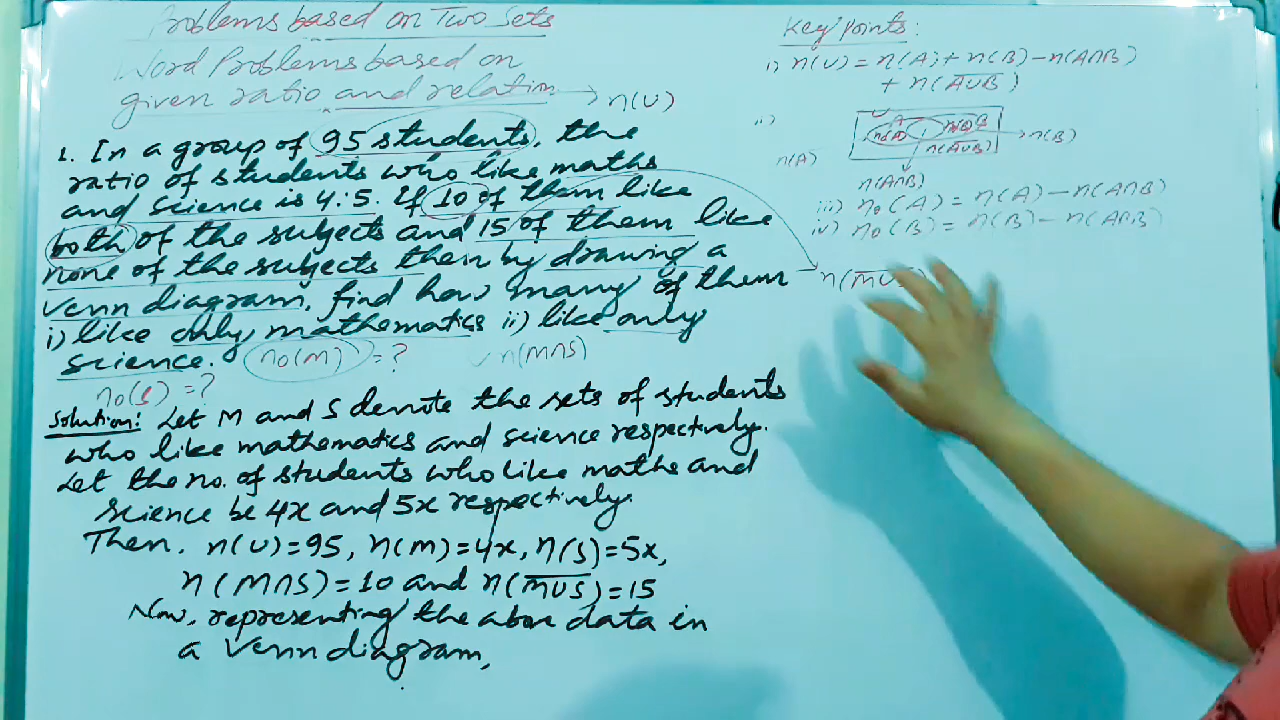 Problems based on Two Sets
Word Problems based on
given ratio and relation → n(U)
1. In a group of 95 students, the
ratio of students who like maths
and science is 4:5. If 10 of them like
both of the subjects and 15 of them like
none of the subjects then by drawing a
Venn diagram, find how many of them
i) like only mathematics ii) like only
science. no(M) = ? ✓ n(M∩S)
no(S) = ?
Solution: Let M and S denote the sets of students
who like mathematics and science respectively.
Let the no. of students who like maths and
science be 4x and 5x respectively.
Then, n(U)=95, n(M)=4x, n(S)=5x,
n(M∩S)=10 and n(M̅U̅S̅)=15
Now, representing the above data in
a Venn diagram,
Key points:
i) n(U) = n(A) + n(B) - n(A∩B)
+ n(A̅U̅B̅)
ii)
U
A B
n(A) → n(B)
n(A̅U̅B̅)
n(A∩B)
iii) no(A) = n(A) - n(A∩B)
iv) no(B) = n(B) - n(A∩B)